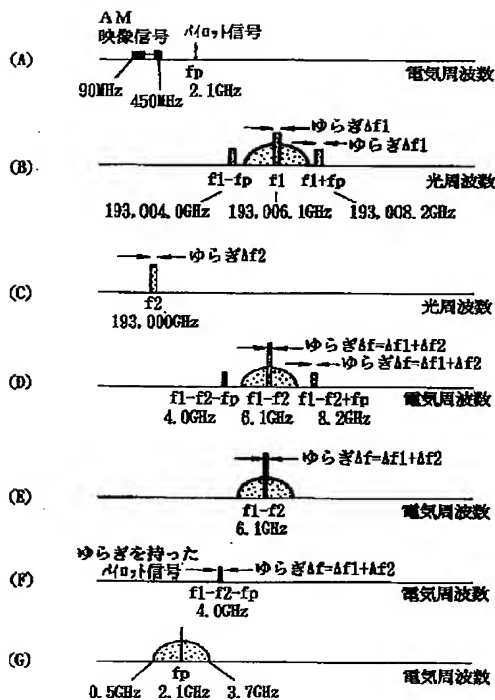 AM
映像信号
パイロット信号
(A)
fp
電気周波数
90MHz
450MHz
2.1GHz
ゆらぎΔf1
ゆらぎΔf1
(B)
f1-fp
f1
f1+fp
光周波数
193.004.0GHz
193.006.1GHz
193.008.2GHz
ゆらぎΔf2
(C)
f2
193.000GHz
光周波数
ゆらぎΔf=Δf1+Δf2
ゆらぎΔf=Δf1+Δf2
(D)
f1-f2-fp
f1-f2
f1-f2+fp
4.0GHz
6.1GHz
8.2GHz
電気周波数
ゆらぎΔf=Δf1+Δf2
(E)
f1-f2
6.1GHz
電気周波数
ゆらぎを持った
パイロット信号
ゆらぎΔf=Δf1+Δf2
(F)
f1-f2-fp
4.0GHz
電気周波数
(G)
fp
0.5GHz
2.1GHz
3.7GHz
電気周波数